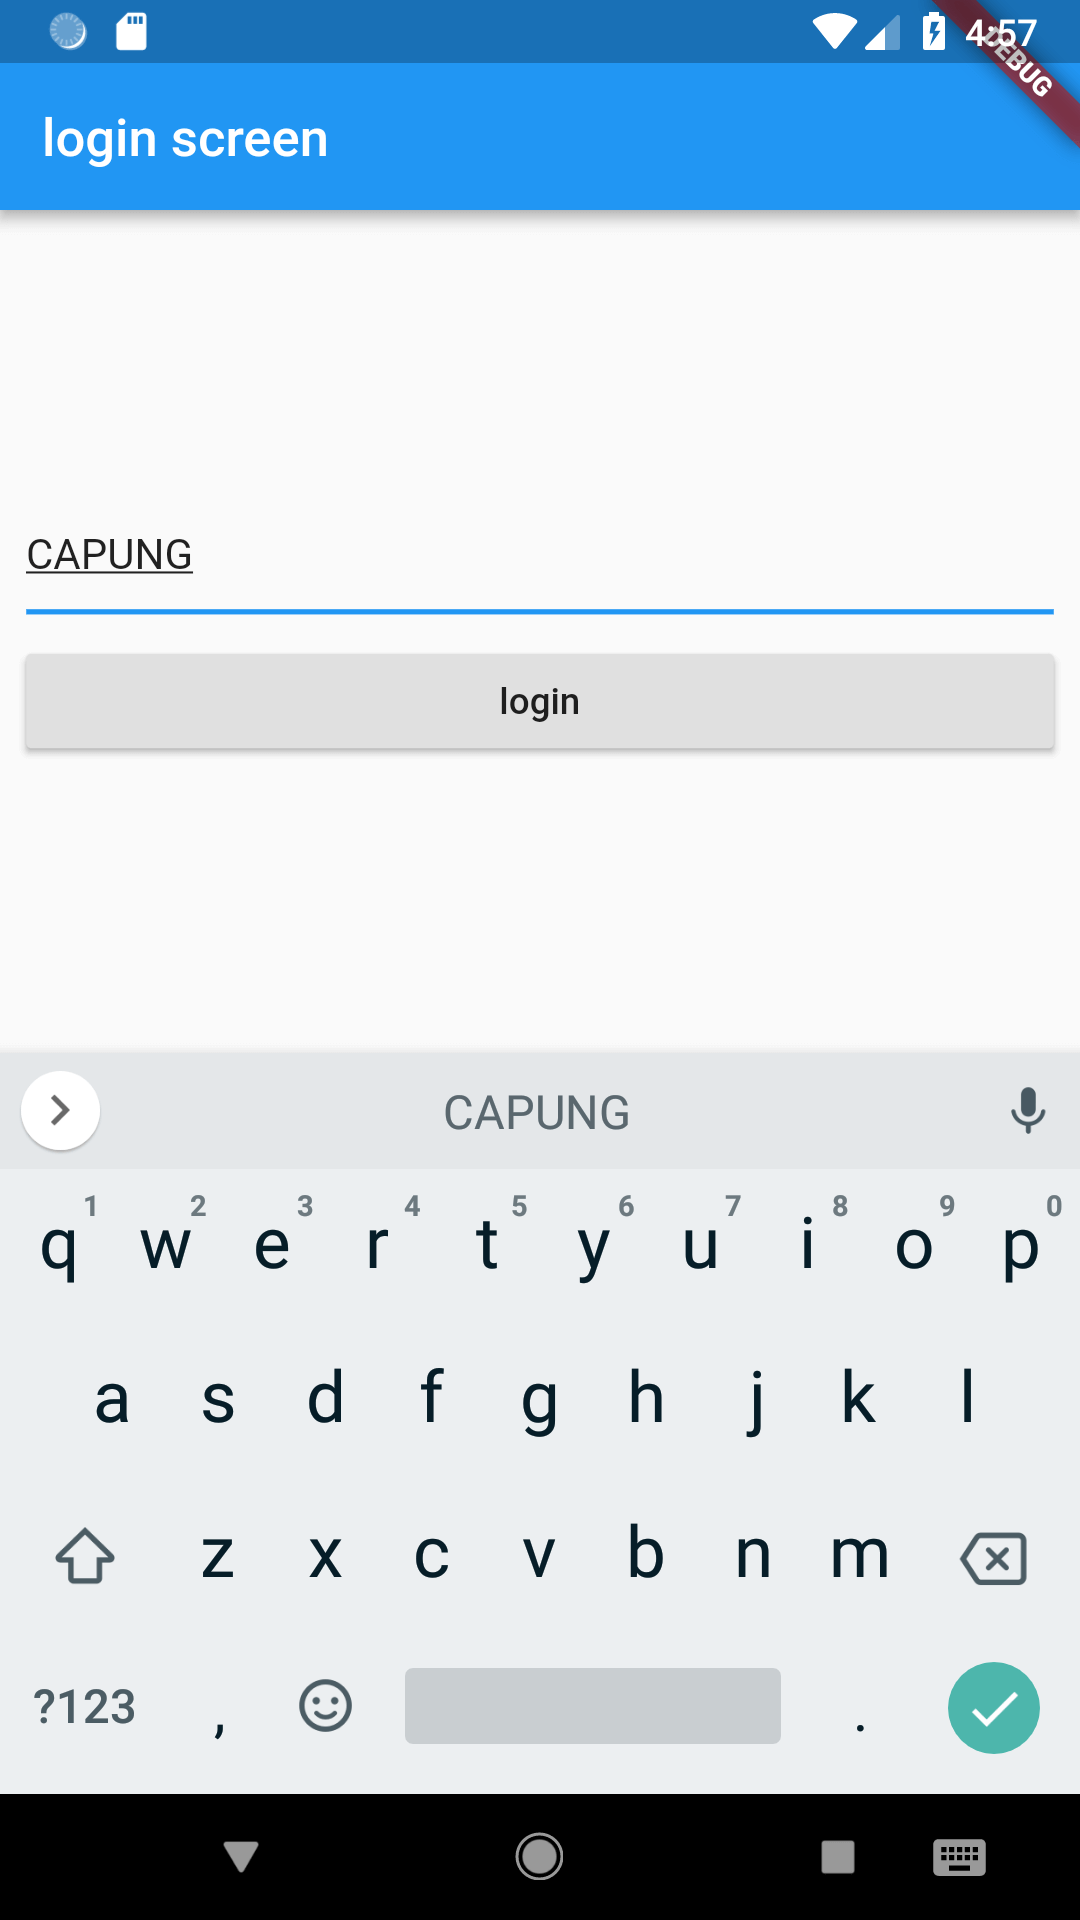 4:57
DEBUG
login screen
CAPUNG
login
CAPUNG
1 2 3 4 5 6 7 8 9 0
q w e r t y u i o p
a s d f g h j k l
z x c v b n m
?123 , .